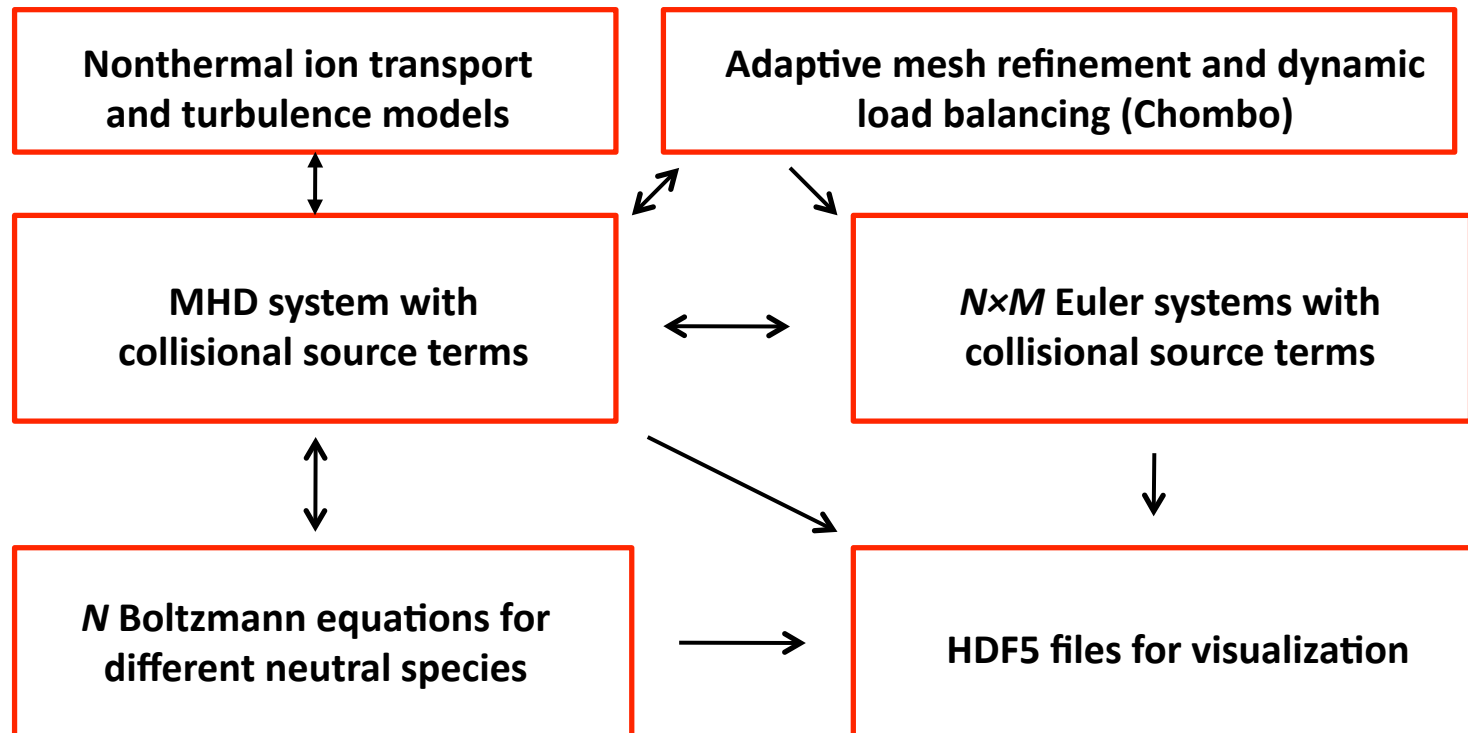 Nonthermal ion transport
and turbulence models
Adaptive mesh refinement and dynamic
load balancing (Chombo)
MHD system with
collisional source terms
N×M Euler systems with
collisional source terms
N Boltzmann equations for
different neutral species
HDF5 files for visualization